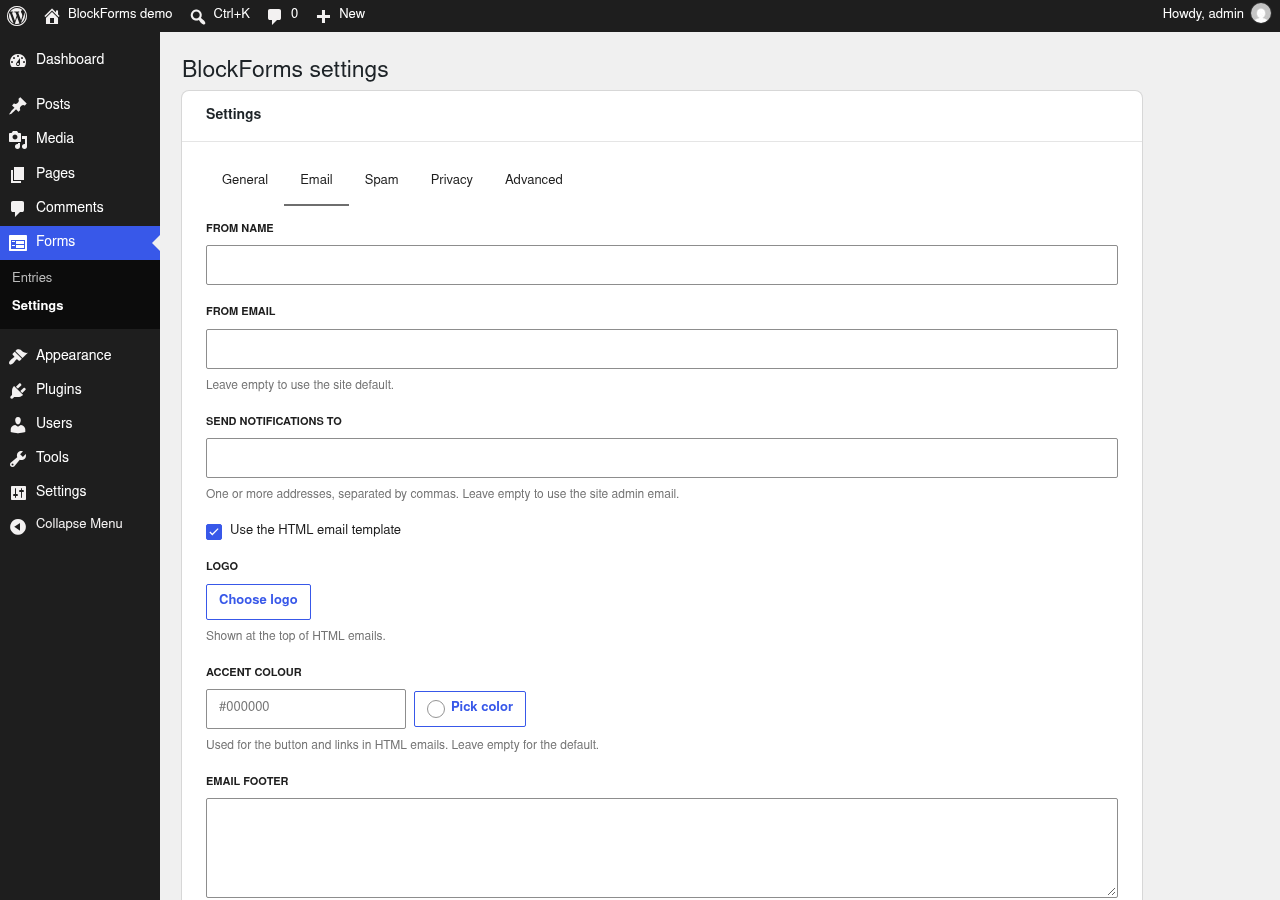 BlockForms demo
Ctrl+K
0
New
Howdy, admin
Dashboard
Posts
Media
Pages
Comments
Forms
Entries
Settings
Appearance
Plugins
Users
Tools
Settings
Collapse Menu
BlockForms settings
Settings
General Email Spam Privacy Advanced
FROM NAME
FROM EMAIL
Leave empty to use the site default.
SEND NOTIFICATIONS TO
One or more addresses, separated by commas. Leave empty to use the site admin email.
Use the HTML email template
LOGO
Choose logo
Shown at the top of HTML emails.
ACCENT COLOUR
#000000
Pick color
Used for the button and links in HTML emails. Leave empty for the default.
EMAIL FOOTER